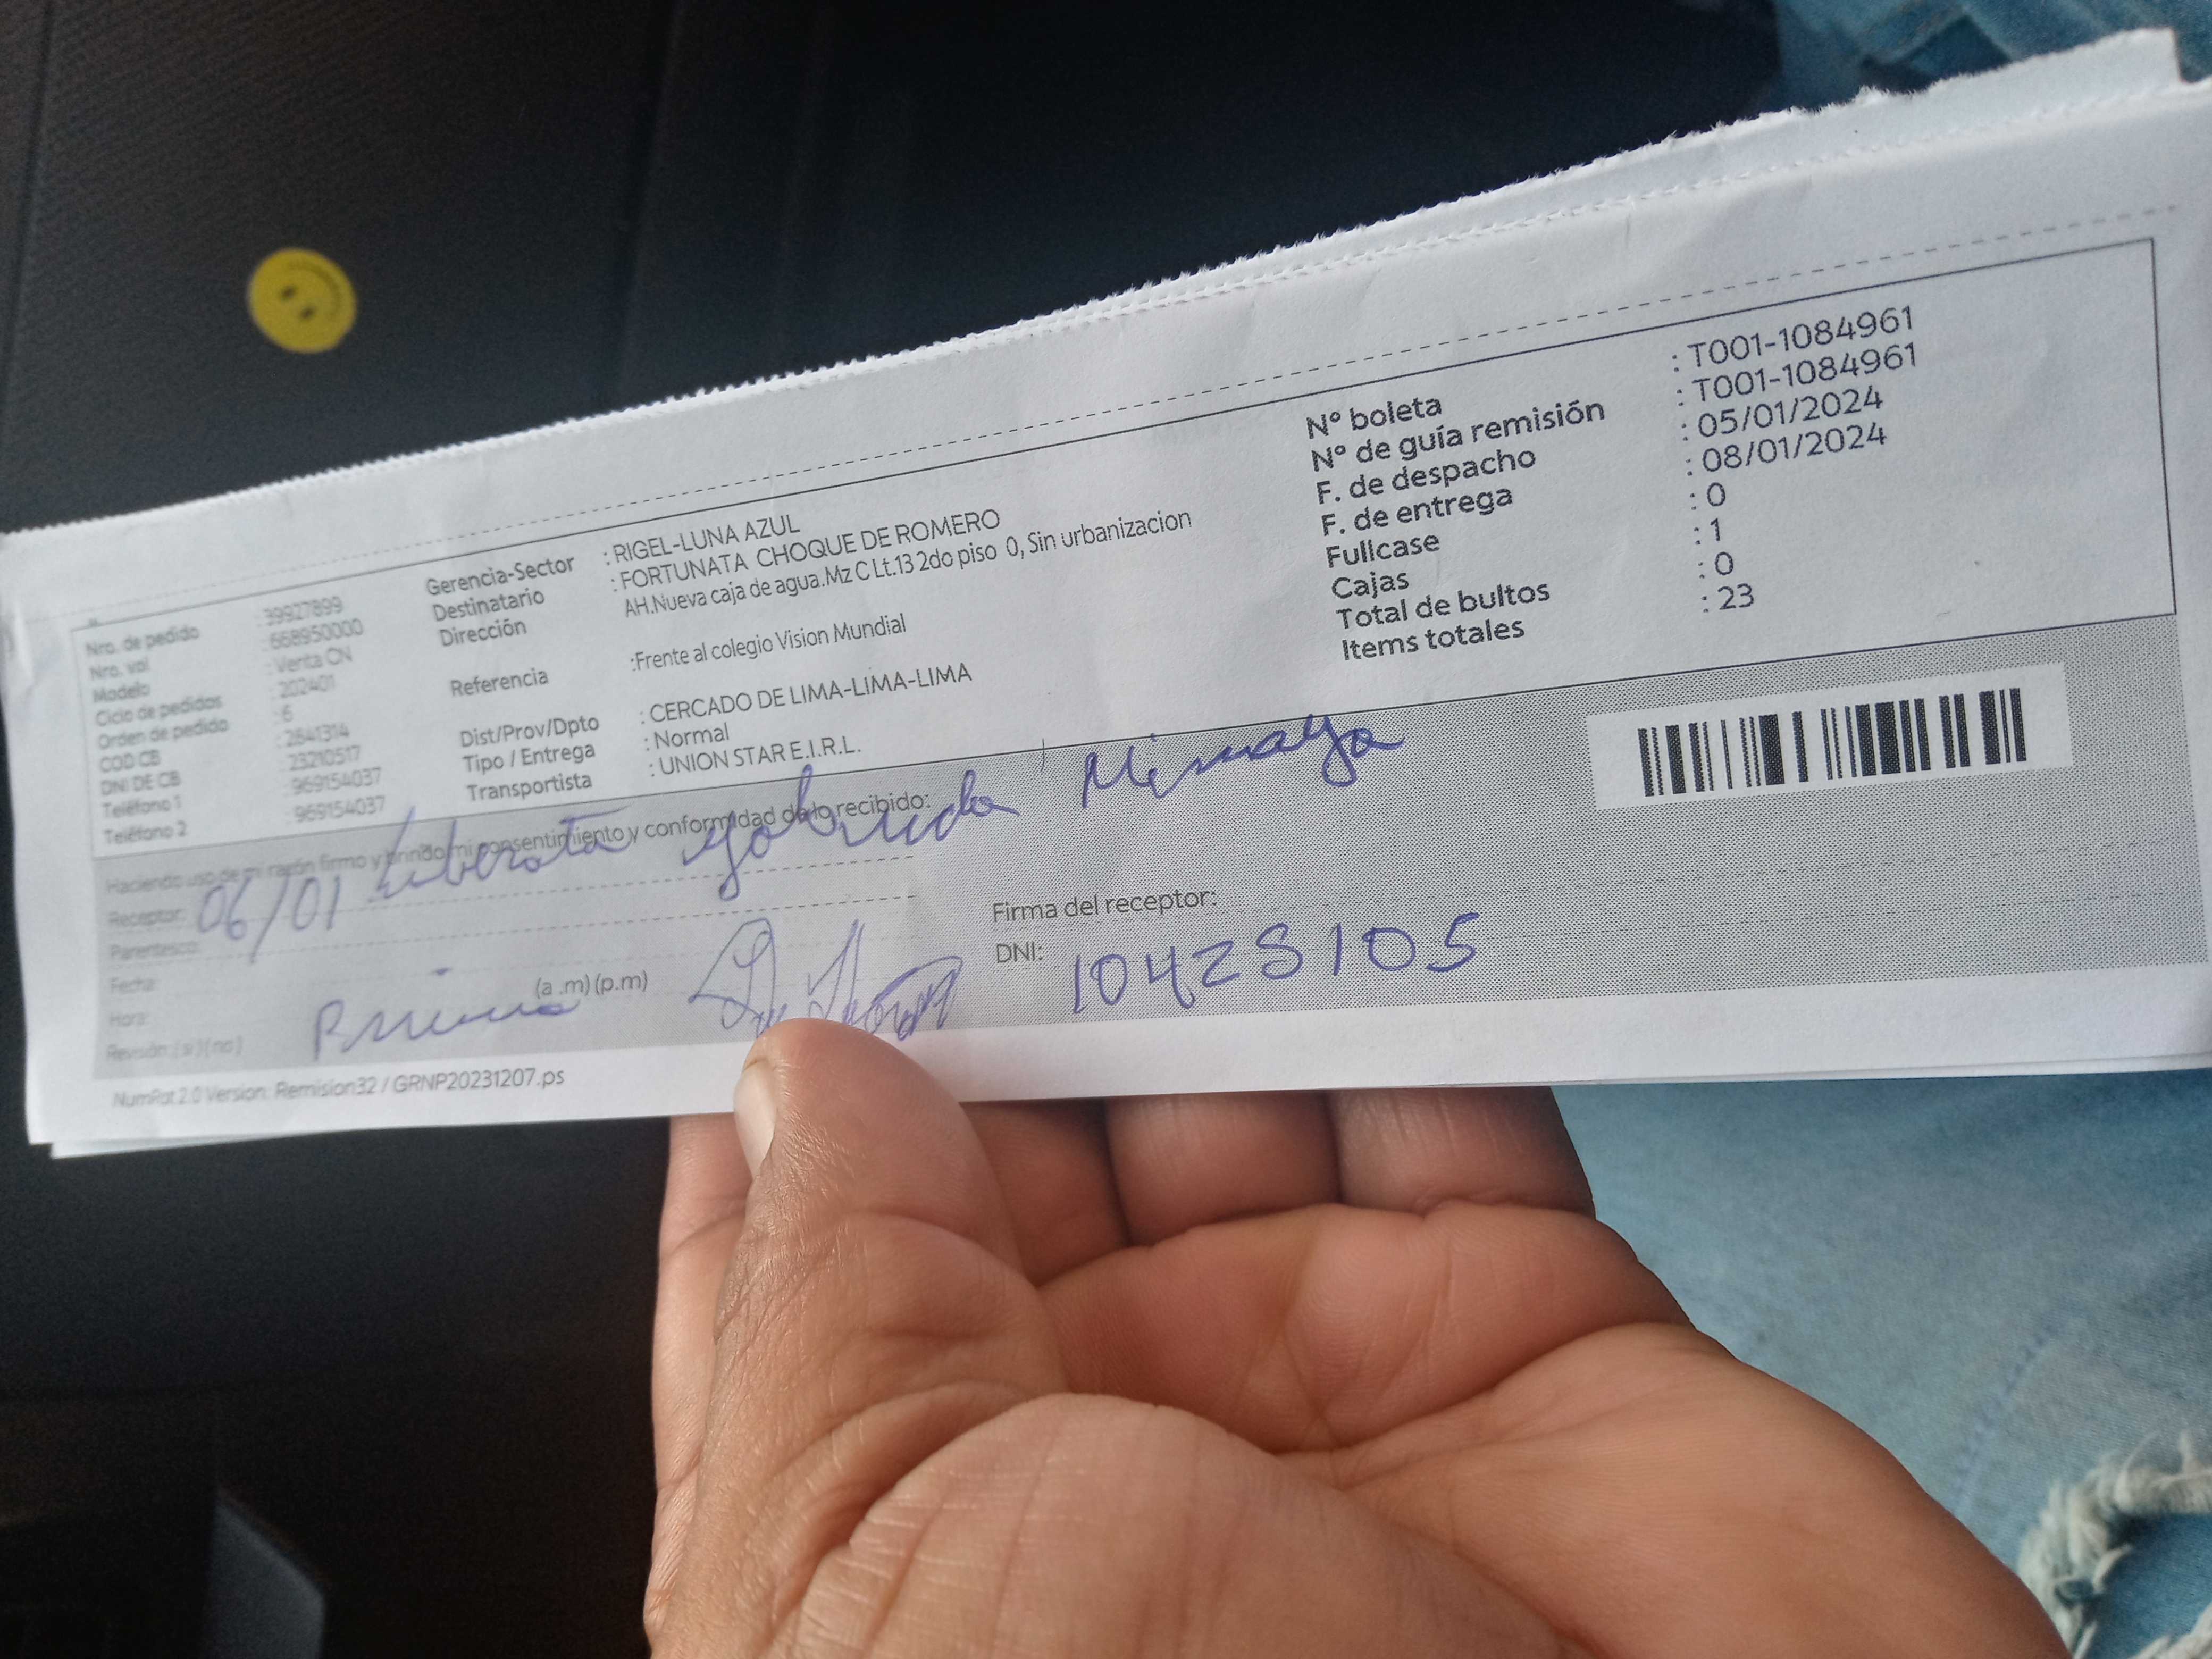 Nro. de pedido : 39927899
Nro. val : 668950000
Modelo : Venta CN
Ciclo de pedidos : 202401
Orden de pedido : 6
COD CB : 2641314
DNI DE CB : 23210517
Teléfono 1 : 969154037
Teléfono 2 : 969154037
Gerencia-Sector : RIGEL-LUNA AZUL
Destinatario : FORTUNATA CHOQUE DE ROMERO
Dirección AH.Nueva caja de agua.Mz C Lt.13 2do piso 0, Sin urbanizacion
Referencia :Frente al colegio Vision Mundial
Dist/Prov/Dpto : CERCADO DE LIMA-LIMA-LIMA
Tipo / Entrega : Normal
Transportista : UNION STAR E.I.R.L.
Nº boleta : T001-1084961
Nº de guía remisión : T001-1084961
F. de despacho : 05/01/2024
F. de entrega : 08/01/2024
Fullcase : 0
Cajas : 1
Total de bultos : 0
Items totales : 23
Haciendo uso de mi razón firmo y brindo mi consentimiento y conformidad de lo recibido:
Receptor: 06/01 Liberata
Parentesco:
Fecha:
Hora: (a .m) (p.m)
Revisión: ( si ) ( no )
Firma del receptor:
DNI: 10428105
NumRot 2.0 Version: Remision32 / GRNP20231207.ps